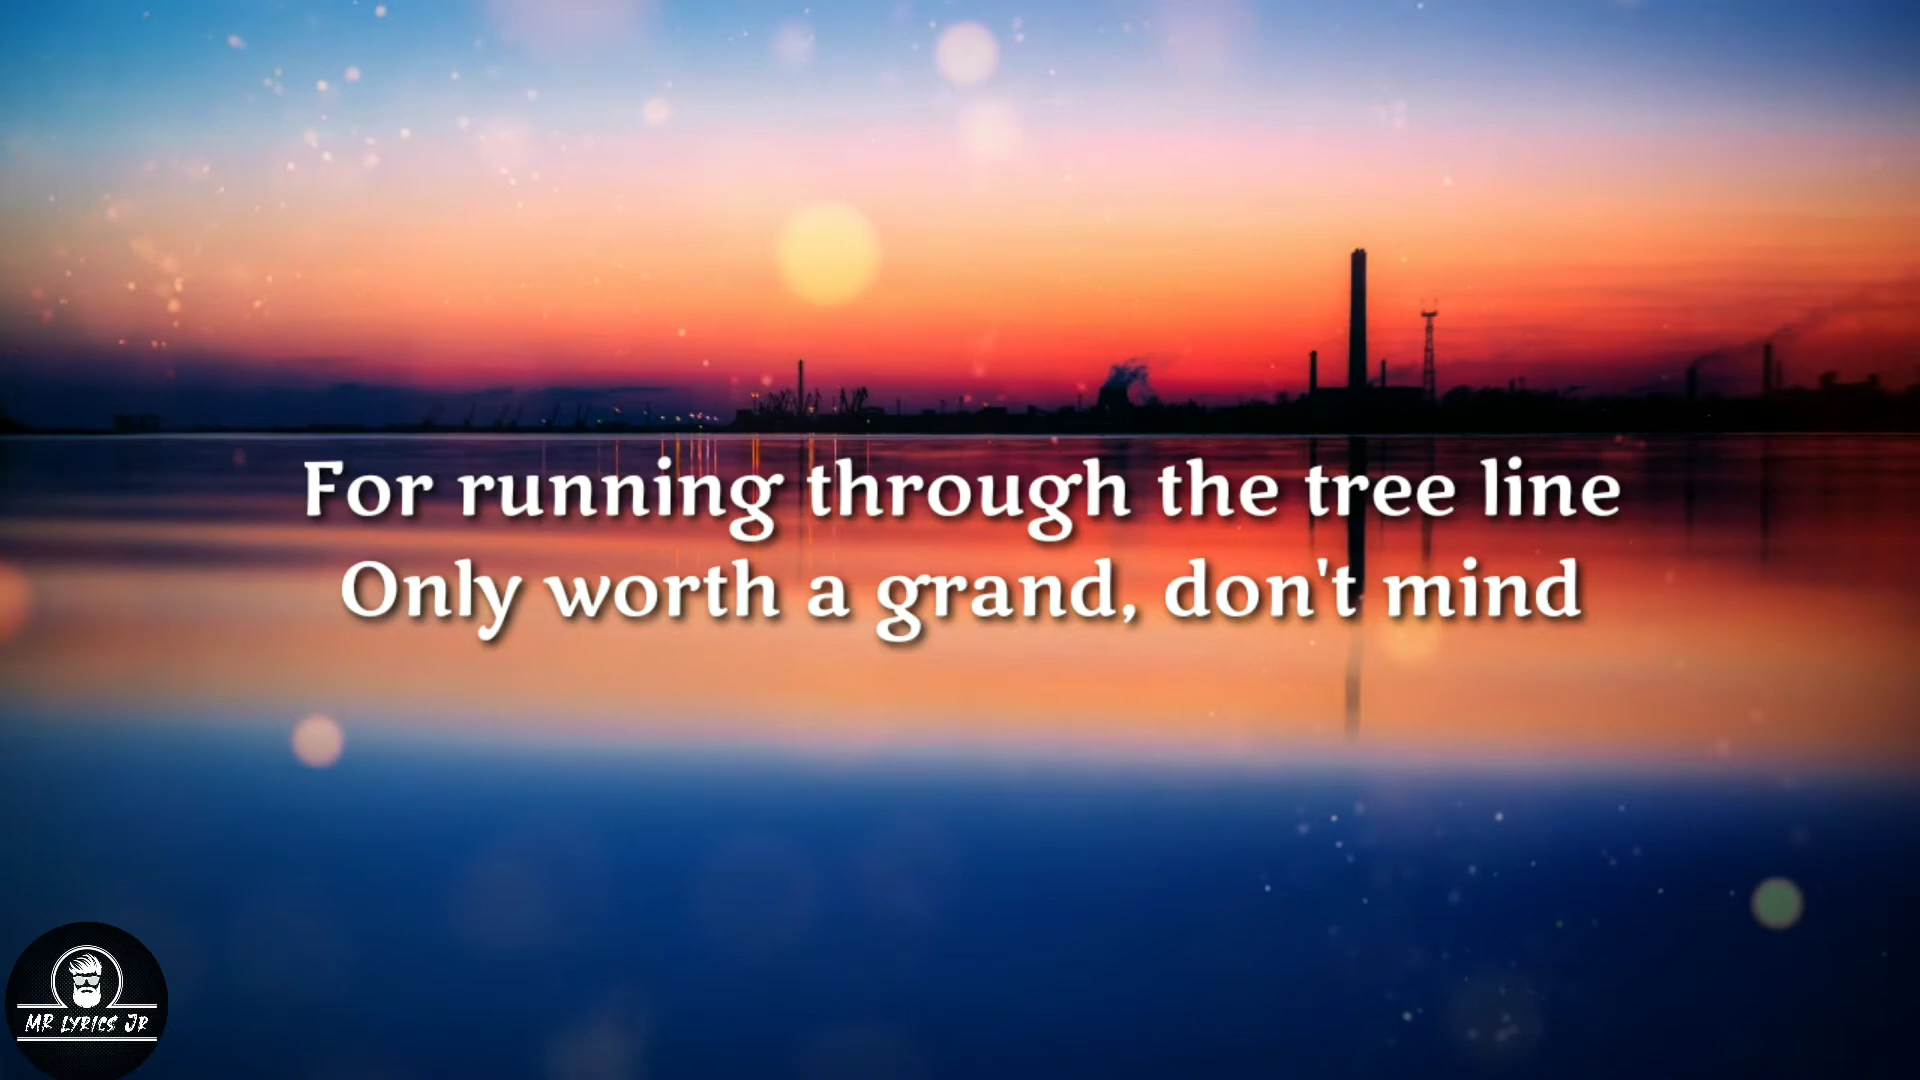 For running through the tree line
Only worth a grand, don't mind
MR LYRICS JR